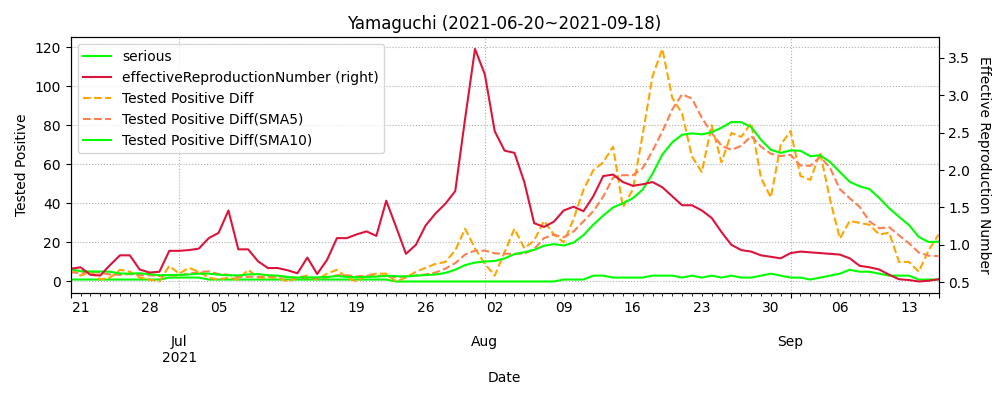 Yamaguchi (2021-06-20~2021-09-18)
serious
effectiveReproductionNumber (right)
Tested Positive Diff
Tested Positive Diff(SMA5)
Tested Positive Diff(SMA10)
Tested Positive
120
100
80
60
40
20
0
3.5
3.0
2.5
2.0
1.5
1.0
0.5
Effective Reproduction Number
21 28 05 12 19 26 02 09 16 23 30 06 13
Jul Aug Sep
2021
Date